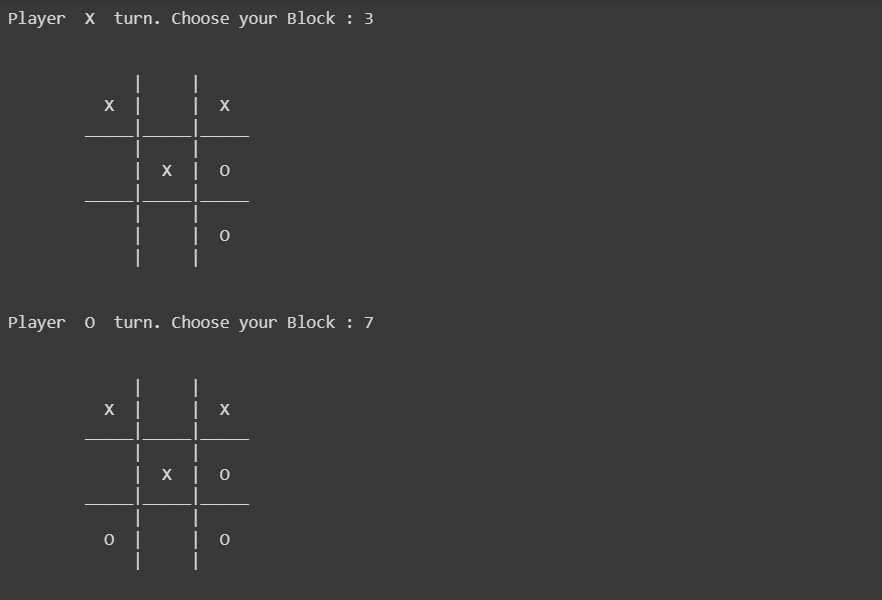 Player  X  turn. Choose your Block : 3
     |     |
  X  |     |  X
_____|_____|_____
     |     |
     |  X  |  O
_____|_____|_____
     |     |
     |     |  O
     |     |
Player  O  turn. Choose your Block : 7
     |     |
  X  |     |  X
_____|_____|_____
     |     |
     |  X  |  O
_____|_____|_____
     |     |
  O  |     |  O
     |     |